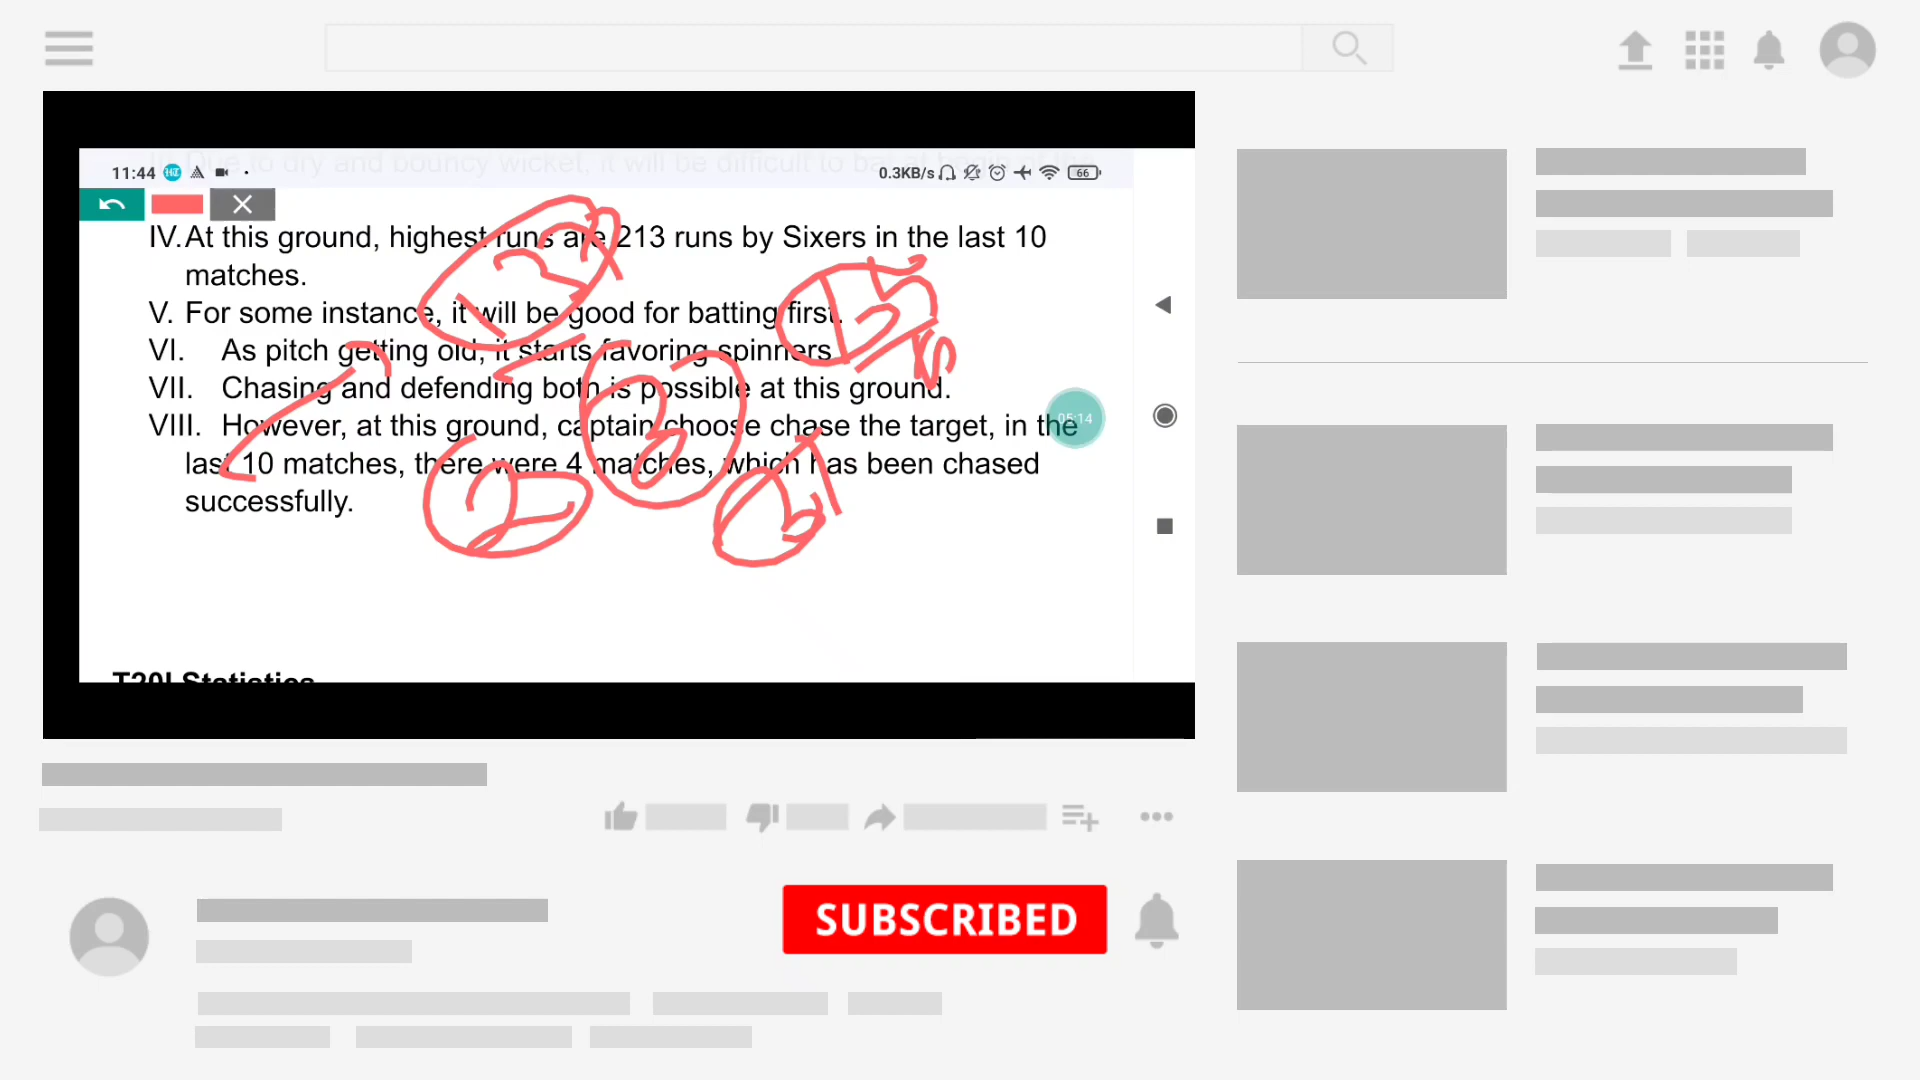 11:44
0.3KB/s
66
IV. At this ground, highest runs are 213 runs by Sixers in the last 10
matches.
V. For some instance, it will be good for batting first.
VI. As pitch getting old, it starts favoring spinners.
VII. Chasing and defending both is possible at this ground.
VIII. However, at this ground, captain choose chase the target, in the
05:14
last 10 matches, there were 4 matches, which has been chased
successfully.
T20I Statistics
SUBSCRIBED